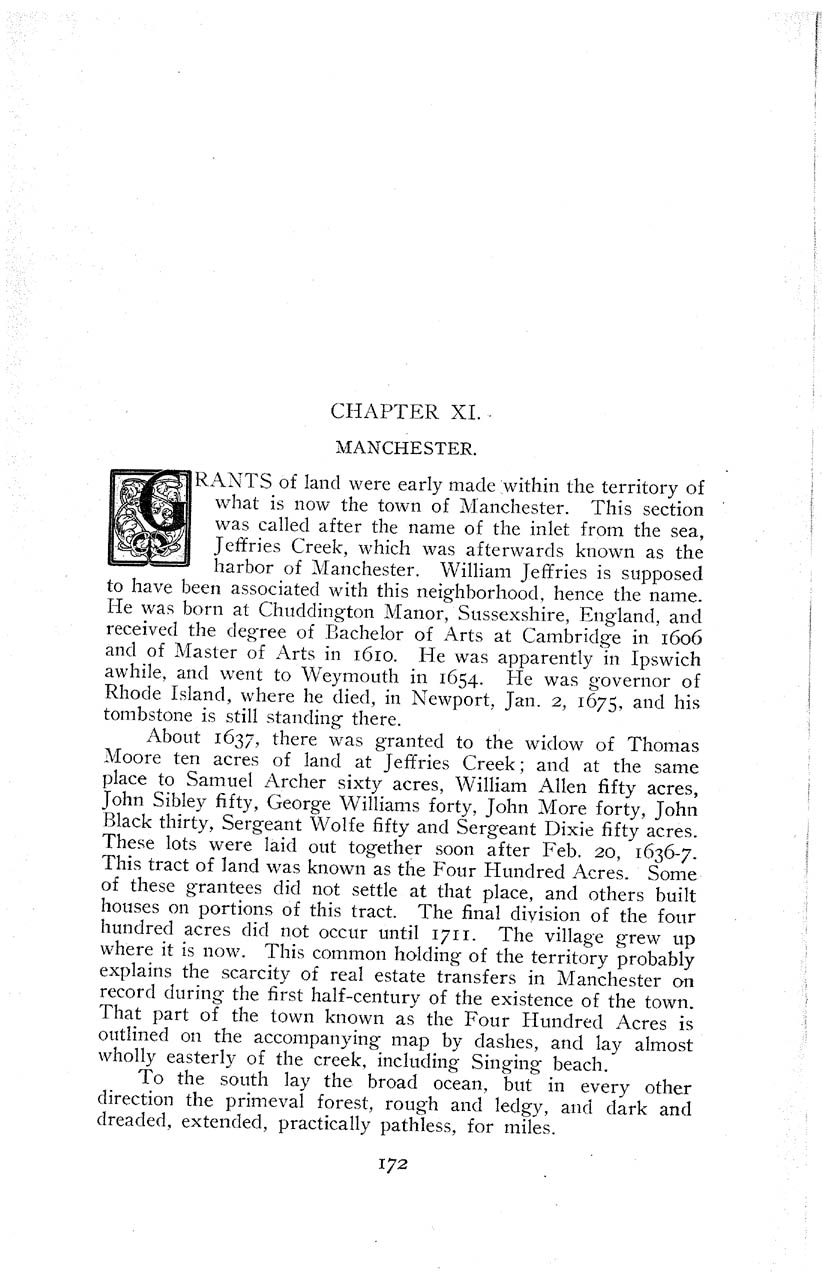 CHAPTER XI.
MANCHESTER.
GRANTS of land were early made within the territory of
what is now the town of Manchester. This section
was called after the name of the inlet from the sea,
Jeffries Creek, which was afterwards known as the
harbor of Manchester. William Jeffries is supposed
to have been associated with this neighborhood, hence the name.
He was born at Chuddington Manor, Sussexshire, England, and
received the degree of Bachelor of Arts at Cambridge in 1606
and of Master of Arts in 1610. He was apparently in Ipswich
awhile, and went to Weymouth in 1654. He was governor of
Rhode Island, where he died, in Newport, Jan. 2, 1675, and his
tombstone is still standing there.
About 1637, there was granted to the widow of Thomas
Moore ten acres of land at Jeffries Creek; and at the same
place to Samuel Archer sixty acres, William Allen fifty acres,
John Sibley fifty, George Williams forty, John More forty, John
Black thirty, Sergeant Wolfe fifty and Sergeant Dixie fifty acres.
These lots were laid out together soon after Feb. 20, 1636-7.
This tract of land was known as the Four Hundred Acres. Some
of these grantees did not settle at that place, and others built
houses on portions of this tract. The final division of the four
hundred acres did not occur until 1711. The village grew up
where it is now. This common holding of the territory probably
explains the scarcity of real estate transfers in Manchester on
record during the first half-century of the existence of the town.
That part of the town known as the Four Hundred Acres is
outlined on the accompanying map by dashes, and lay almost
wholly easterly of the creek, including Singing beach.
To the south lay the broad ocean, but in every other
direction the primeval forest, rough and ledgy, and dark and
dreaded, extended, practically pathless, for miles.
172